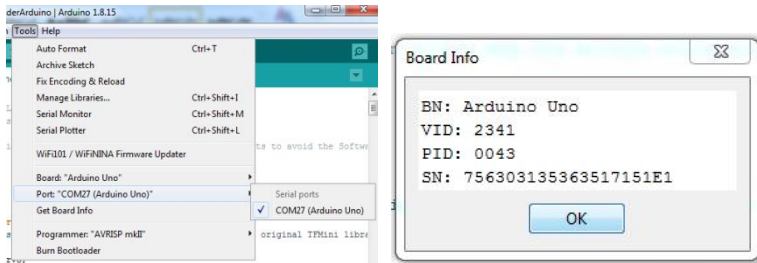 derArduino | Arduino 1.8.15
Tools Help
Auto Format Ctrl+T
Archive Sketch
Fix Encoding & Reload
Manage Libraries... Ctrl+Shift+I
Serial Monitor Ctrl+Shift+M
Serial Plotter Ctrl+Shift+L
ts to avoid the Softwa
WiFi101 / WiFiNINA Firmware Updater
Board: "Arduino Uno"
Port: "COM27 (Arduino Uno)"
Serial ports
Get Board Info
COM27 (Arduino Uno)
Programmer: "AVRISP mkII"
original TFMini libra
Burn Bootloader
Board Info
BN: Arduino Uno
VID: 2341
PID: 0043
SN: 756303135363517151E1
OK